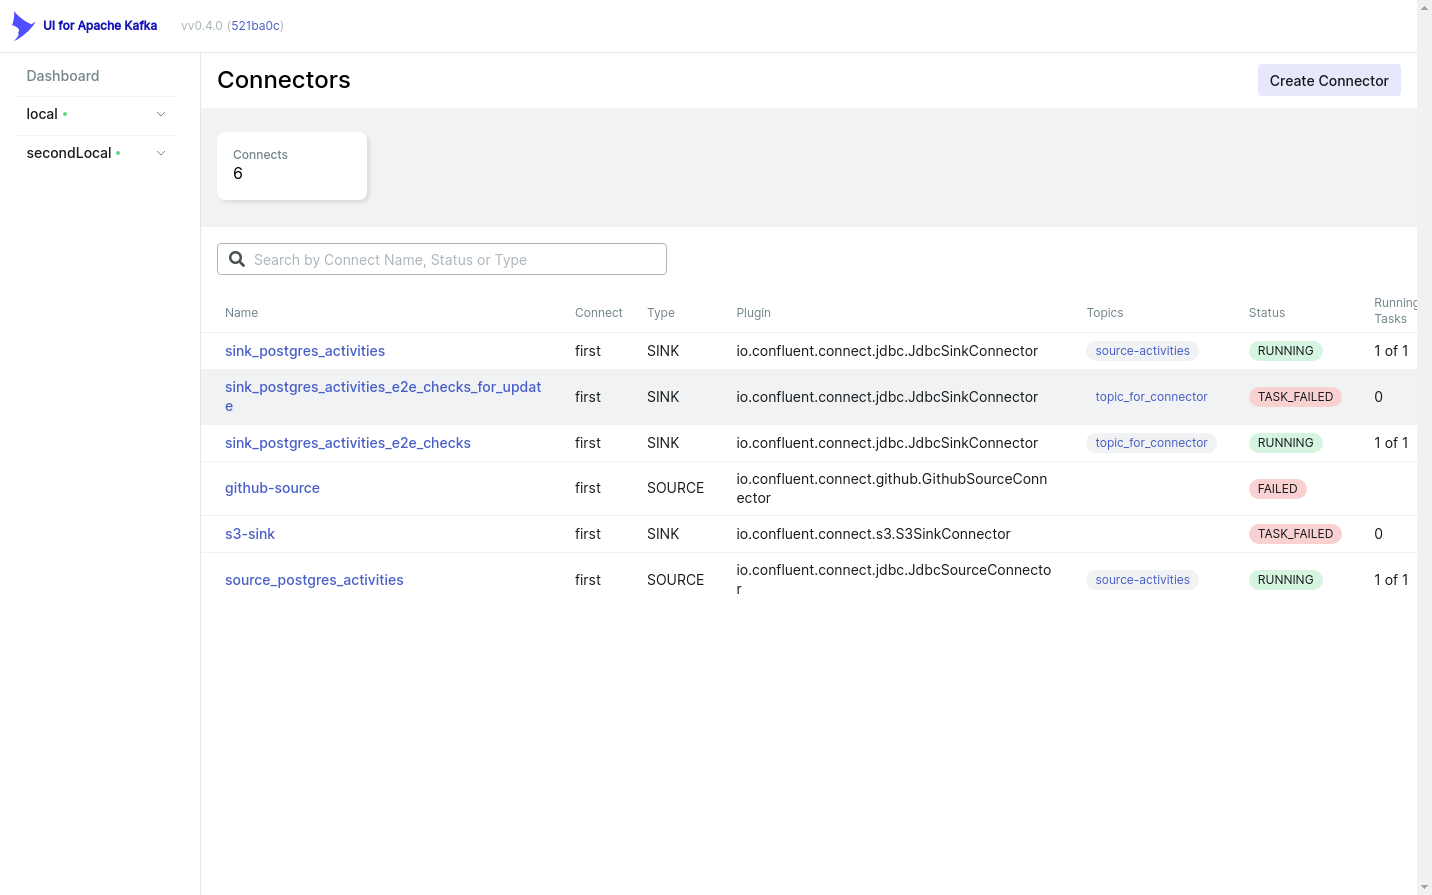 UI for Apache Kafka
vv0.4.0 (521ba0c)
Dashboard
local
secondLocal
Connectors
Create Connector
Connects
6
Search by Connect Name, Status or Type
Name Connect Type Plugin Topics Status Running
Tasks
sink_postgres_activities first SINK io.confluent.connect.jdbc.JdbcSinkConnector source-activities RUNNING 1 of 1
sink_postgres_activities_e2e_checks_for_updat
e first SINK io.confluent.connect.jdbc.JdbcSinkConnector topic_for_connector TASK_FAILED 0
sink_postgres_activities_e2e_checks first SINK io.confluent.connect.jdbc.JdbcSinkConnector topic_for_connector RUNNING 1 of 1
github-source first SOURCE io.confluent.connect.github.GithubSourceConn
ector FAILED
s3-sink first SINK io.confluent.connect.s3.S3SinkConnector TASK_FAILED 0
source_postgres_activities first SOURCE io.confluent.connect.jdbc.JdbcSourceConnecto
r source-activities RUNNING 1 of 1